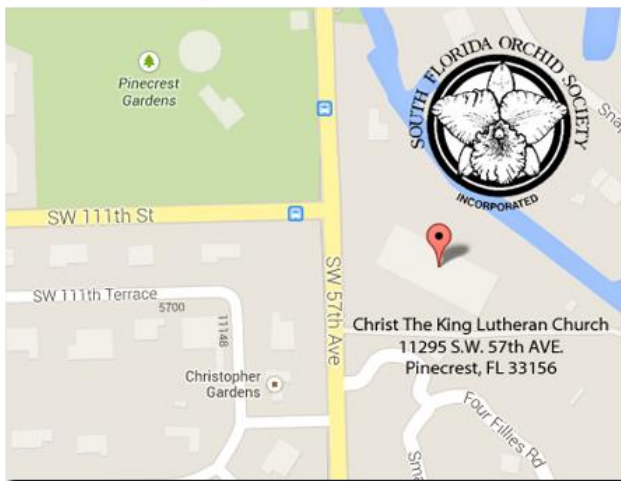 SOUTH FLORIDA ORCHID SOCIETY
INCORPORATED
Pinecrest
Gardens
SW 111th St
SW 57th Ave
SW 111th Terrace
5700
11148
Christ The King Lutheran Church
11295 S.W. 57th AVE.
Pinecrest, FL 33156
Christopher
Gardens
Four Fillies Rd